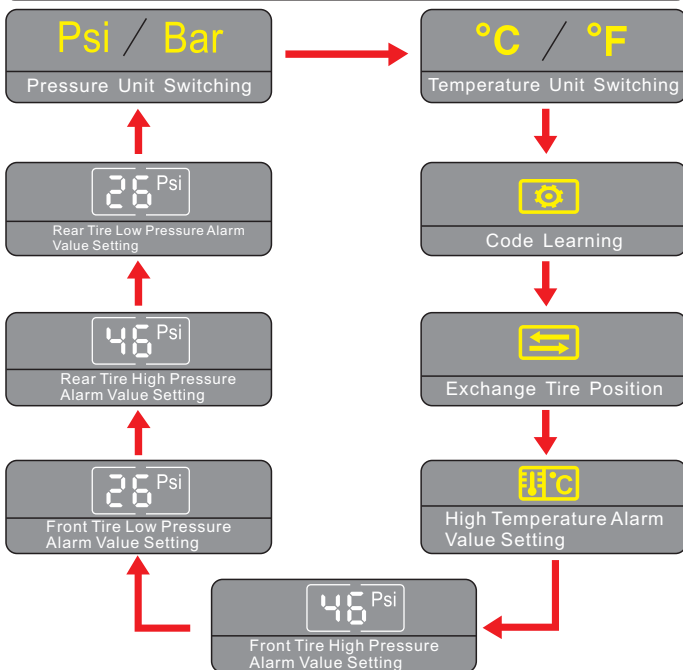 Psi / Bar
Pressure Unit Switching
°C / °F
Temperature Unit Switching
26 Psi
Rear Tire Low Pressure Alarm
Value Setting
Code Learning
46 Psi
Rear Tire High Pressure
Alarm Value Setting
Exchange Tire Position
26 Psi
Front Tire Low Pressure
Alarm Value Setting
°C
High Temperature Alarm
Value Setting
46 Psi
Front Tire High Pressure
Alarm Value Setting